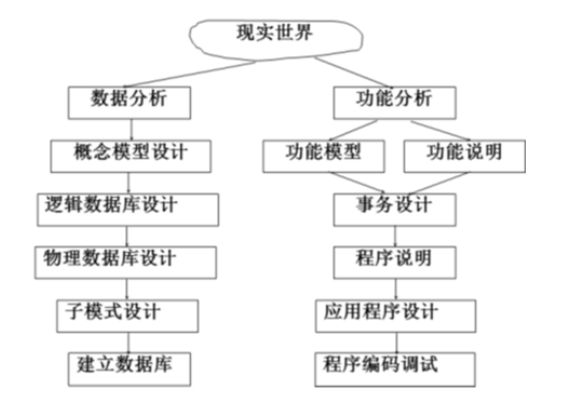 现实世界
数据分析
功能分析
概念模型设计
功能模型
功能说明
逻辑数据库设计
事务设计
物理数据库设计
程序说明
子模式设计
应用程序设计
建立数据库
程序编码调试